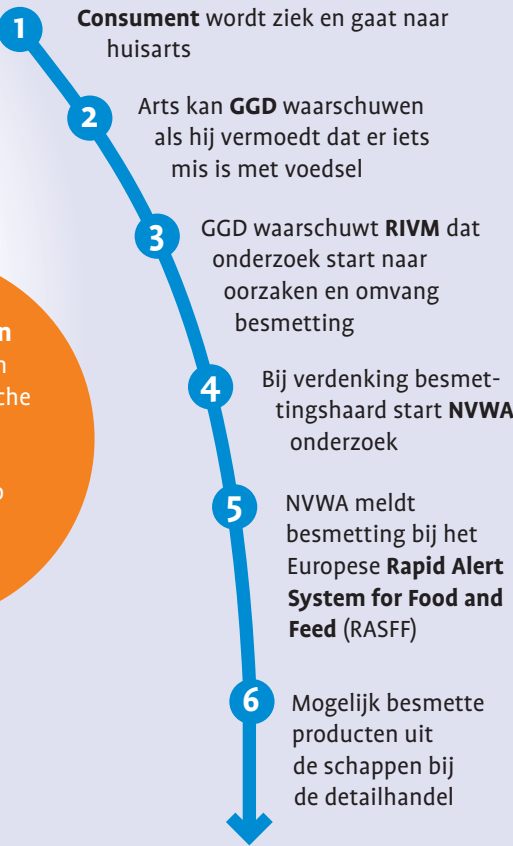 1
Consument wordt ziek en gaat naar
huisarts
2
Arts kan GGD waarschuwen
als hij vermoedt dat er iets
mis is met voedsel
3
GGD waarschuwt RIVM dat
onderzoek start naar
oorzaken en omvang
besmetting
4
Bij verdenking besmet-
tingshaard start NVWA
onderzoek
5
NVWA meldt
besmetting bij het
Europese Rapid Alert
System for Food and
Feed (RASFF)
6
Mogelijk besmette
producten uit
de schappen bij
de detailhandel